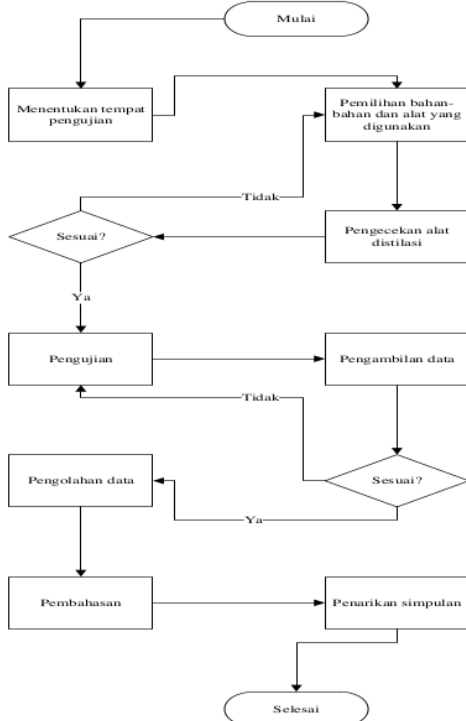 Mulai
Menentukan tempat
pengujian
Pemilihan bahan-
bahan dan alat yang
digunakan
Tidak
Sesuai?
Pengecekan alat
distilasi
Ya
Pengujian
Pengambilan data
Tidak
Pengolahan data
Sesuai?
Ya
Pembahasan
Penarikan simpulan
Selesai